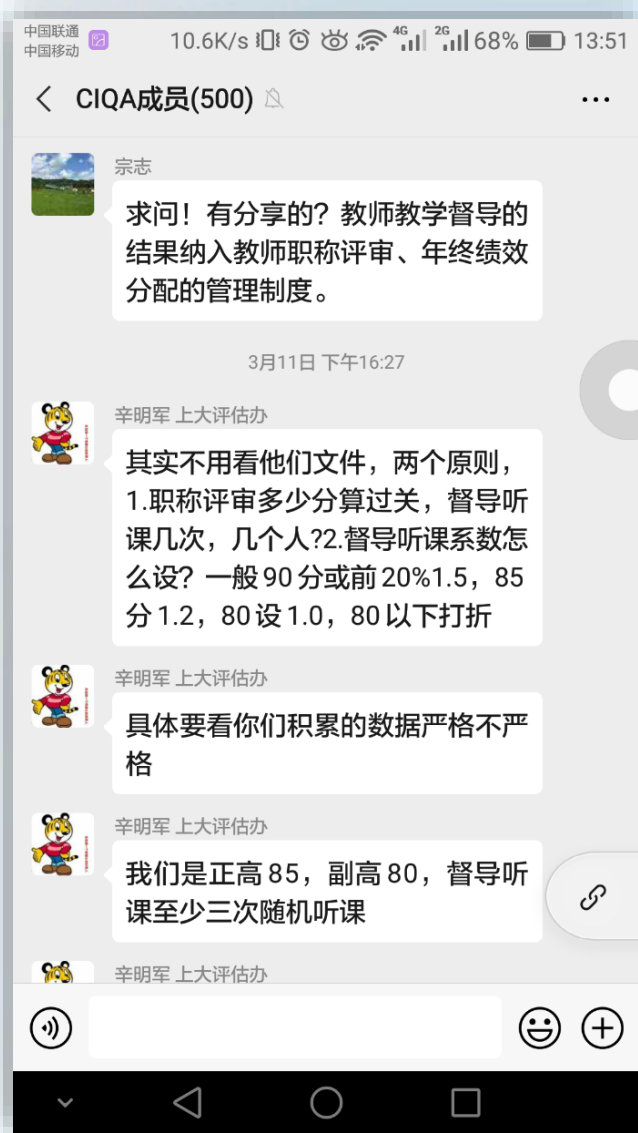 中国联通
中国移动
10.6K/s 4G 2G 68% 13:51
CIQA成员(500)
宗志
求问！有分享的？教师教学督导的
结果纳入教师职称评审、年终绩效
分配的管理制度。
3月11日 下午16:27
辛明军 上大评估办
其实不用看他们文件，两个原则，
1.职称评审多少分算过关，督导听
课几次，几个人?2.督导听课系数怎
么设？一般90分或前20%1.5，85
分1.2，80设1.0，80以下打折
辛明军 上大评估办
具体要看你们积累的数据严格不严
格
辛明军 上大评估办
我们是正高85，副高80，督导听
课至少三次随机听课
辛明军 上大评估办